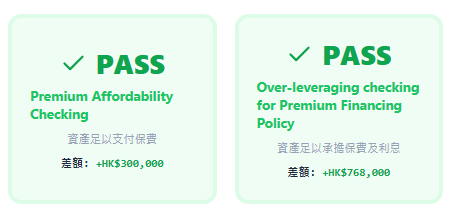 PASS
Premium Affordability
Checking
資產足以支付保費
差額: +HK$300,000
PASS
Over-leveraging checking
for Premium Financing
Policy
資產足以承擔保費及利息
差額: +HK$768,000